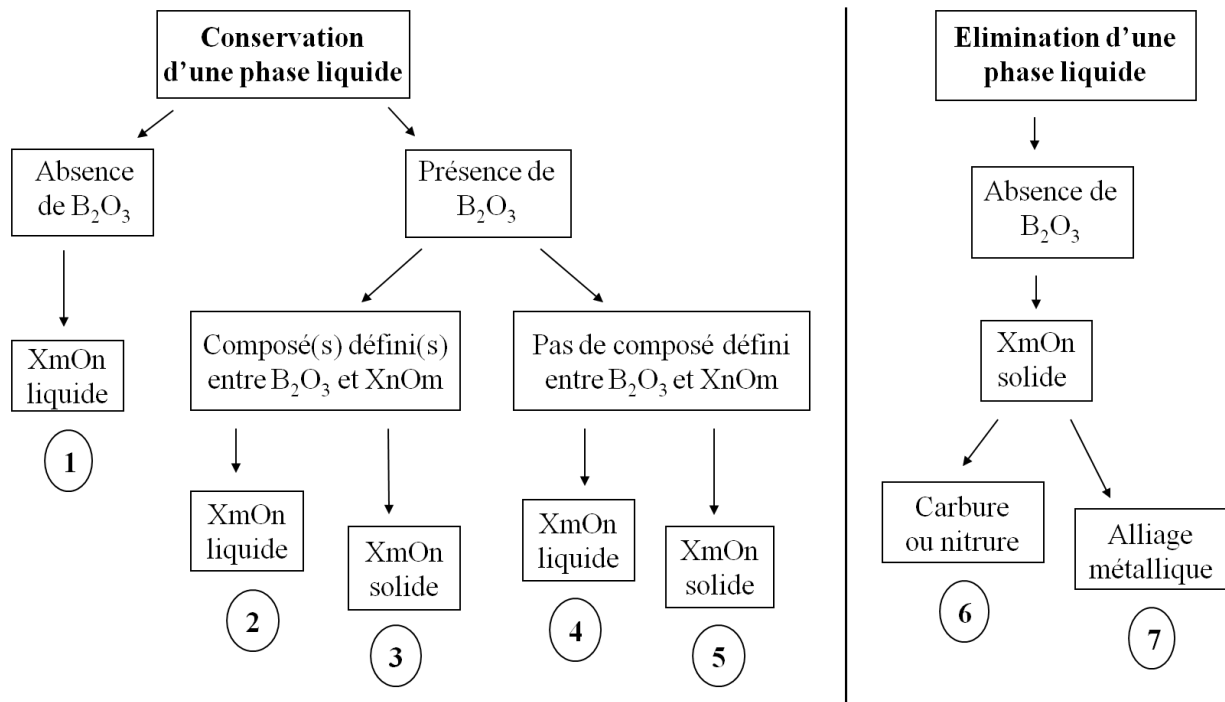 Conservation
d’une phase liquide
Absence
de B₂O₃
XmOn
liquide
1
Présence de
B₂O₃
Composé(s) défini(s)
entre B₂O₃ et XnOm
XmOn
liquide
2
XmOn
solide
3
Pas de composé défini
entre B₂O₃ et XnOm
XmOn
liquide
4
XmOn
solide
5
Elimination d’une
phase liquide
Absence de
B₂O₃
XmOn
solide
Carbure
ou nitrure
6
Alliage
métallique
7